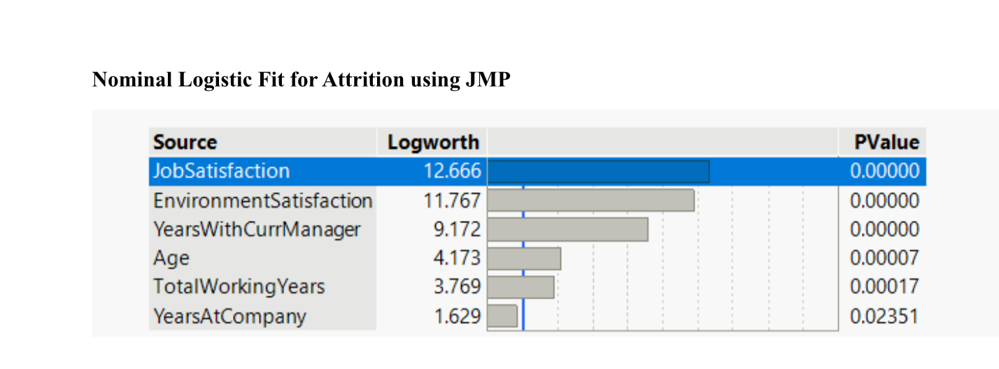 Nominal Logistic Fit for Attrition using JMP
Source Logworth PValue
JobSatisfaction 12.666 0.00000
EnvironmentSatisfaction 11.767 0.00000
YearsWithCurrManager 9.172 0.00000
Age 4.173 0.00007
TotalWorkingYears 3.769 0.00017
YearsAtCompany 1.629 0.02351